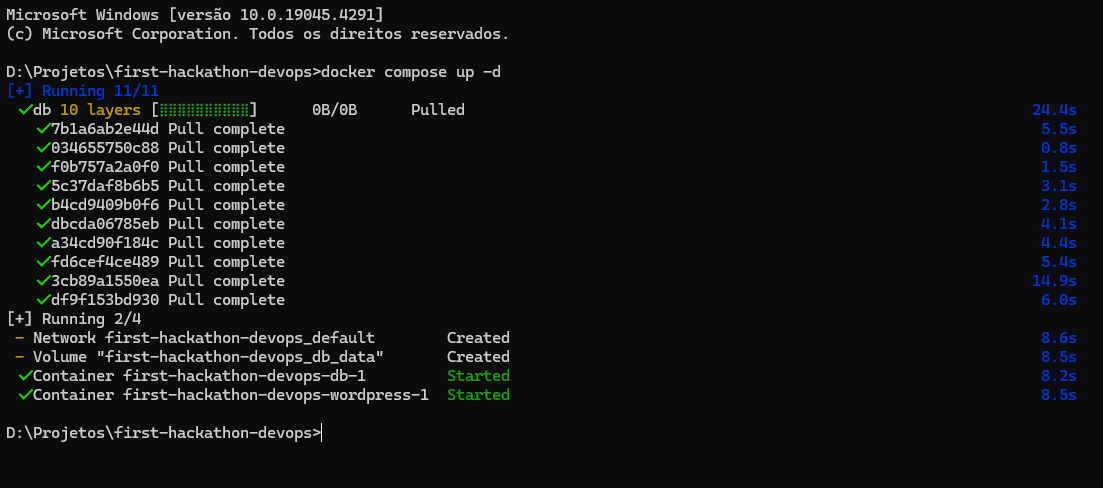 Microsoft Windows [versão 10.0.19045.4291]
(c) Microsoft Corporation. Todos os direitos reservados.
D:\Projetos\first-hackathon-devops>docker compose up -d
[+] Running 11/11
✓db 10 layers [⣿⣿⣿⣿⣿⣿⣿⣿⣿⣿] 0B/0B Pulled 24.4s
✓7b1a6ab2e44d Pull complete 5.5s
✓034655750c88 Pull complete 0.8s
✓f0b757a2a0f0 Pull complete 1.5s
✓5c37daf8b6b5 Pull complete 3.1s
✓b4cd9409b0f6 Pull complete 2.8s
✓dbcda06785eb Pull complete 4.1s
✓a34cd90f184c Pull complete 4.4s
✓fd6cef4ce489 Pull complete 5.4s
✓3cb89a1550ea Pull complete 14.9s
✓df9f153bd930 Pull complete 6.0s
[+] Running 2/4
- Network first-hackathon-devops_default Created 8.6s
- Volume "first-hackathon-devops_db_data" Created 8.5s
✓Container first-hackathon-devops-db-1 Started 8.2s
✓Container first-hackathon-devops-wordpress-1 Started 8.5s
D:\Projetos\first-hackathon-devops>